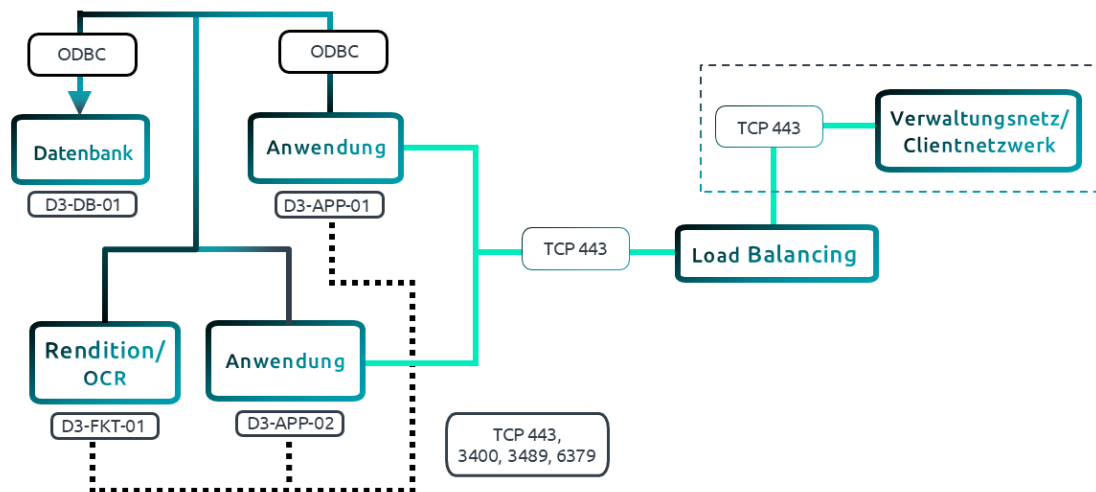 ODBC
ODBC
Datenbank
D3-DB-01
Anwendung
D3-APP-01
TCP 443
Verwaltungsnetz/
Clientnetzwerk
TCP 443
Load Balancing
Rendition/
OCR
D3-FKT-01
Anwendung
D3-APP-02
TCP 443,
3400, 3489, 6379